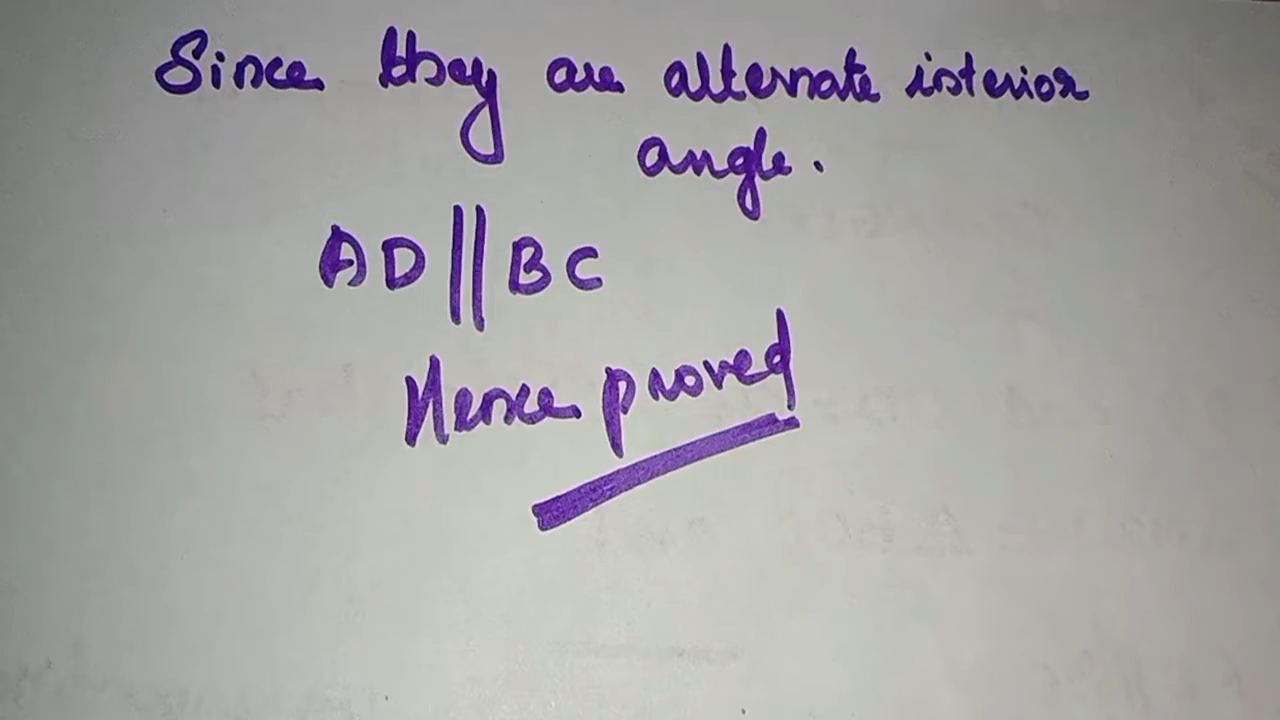 Since they are alternate interior
angle.
AD || BC
Hence proved